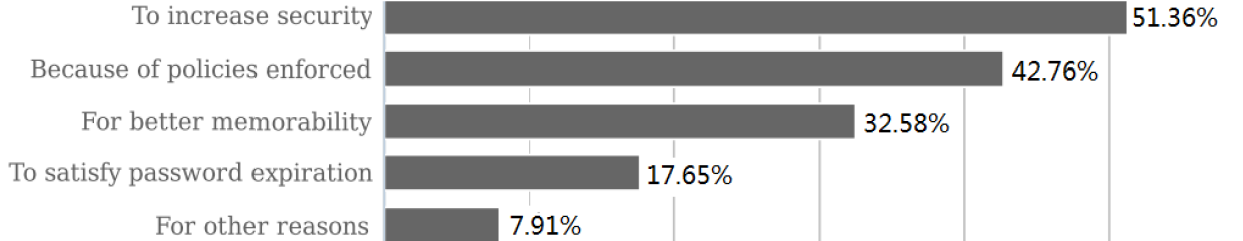 To increase security 51.36%
Because of policies enforced 42.76%
For better memorability 32.58%
To satisfy password expiration 17.65%
For other reasons 7.91%